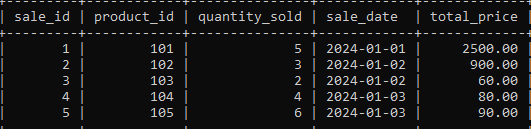 | sale_id | product_id | quantity_sold | sale_date | total_price |
| 1 | 101 | 5 | 2024-01-01 | 2500.00 |
| 2 | 102 | 3 | 2024-01-02 | 900.00 |
| 3 | 103 | 2 | 2024-01-02 | 60.00 |
| 4 | 104 | 4 | 2024-01-03 | 80.00 |
| 5 | 105 | 6 | 2024-01-03 | 90.00 |